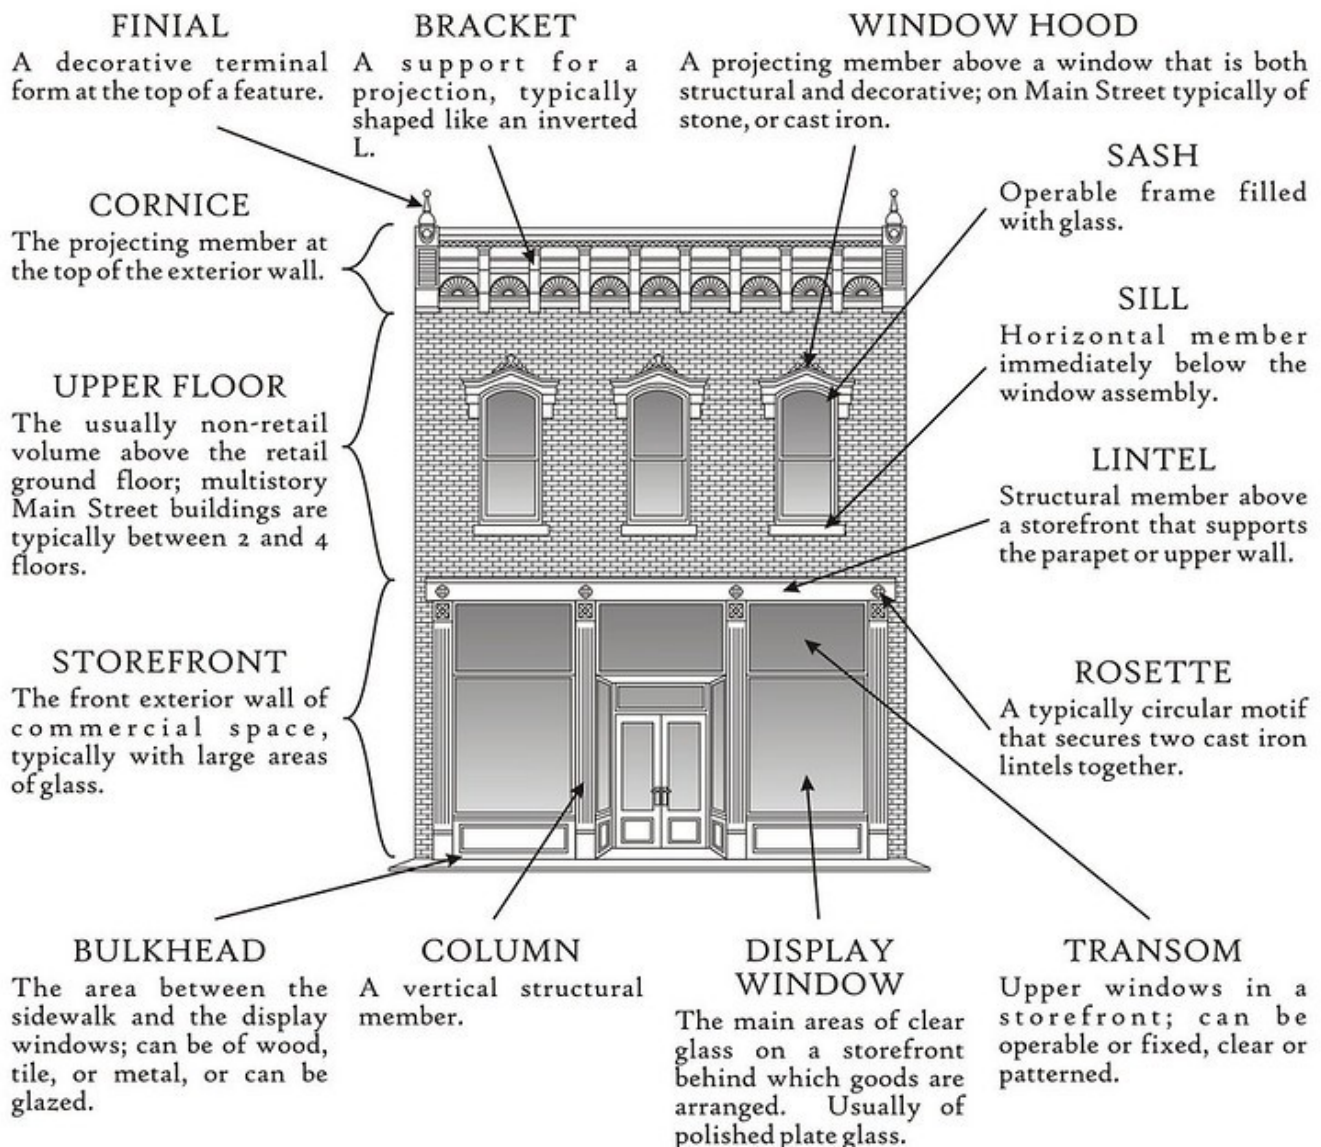 FINIAL
A decorative terminal
form at the top of a feature.
BRACKET
A support for a
projection, typically
shaped like an inverted
L.
WINDOW HOOD
A projecting member above a window that is both
structural and decorative; on Main Street typically of
stone, or cast iron.
SASH
Operable frame filled
with glass.
CORNICE
The projecting member at
the top of the exterior wall.
SILL
Horizontal member
immediately below the
window assembly.
UPPER FLOOR
The usually non-retail
volume above the retail
ground floor; multistory
Main Street buildings are
typically between 2 and 4
floors.
LINTEL
Structural member above
a storefront that supports
the parapet or upper wall.
STOREFRONT
The front exterior wall of
commercial space,
typically with large areas
of glass.
ROSETTE
A typically circular motif
that secures two cast iron
lintels together.
BULKHEAD
The area between the
sidewalk and the display
windows; can be of wood,
tile, or metal, or can be
glazed.
COLUMN
A vertical structural
member.
DISPLAY
WINDOW
The main areas of clear
glass on a storefront
behind which goods are
arranged. Usually of
polished plate glass.
TRANSOM
Upper windows in a
storefront; can be
operable or fixed, clear or
patterned.